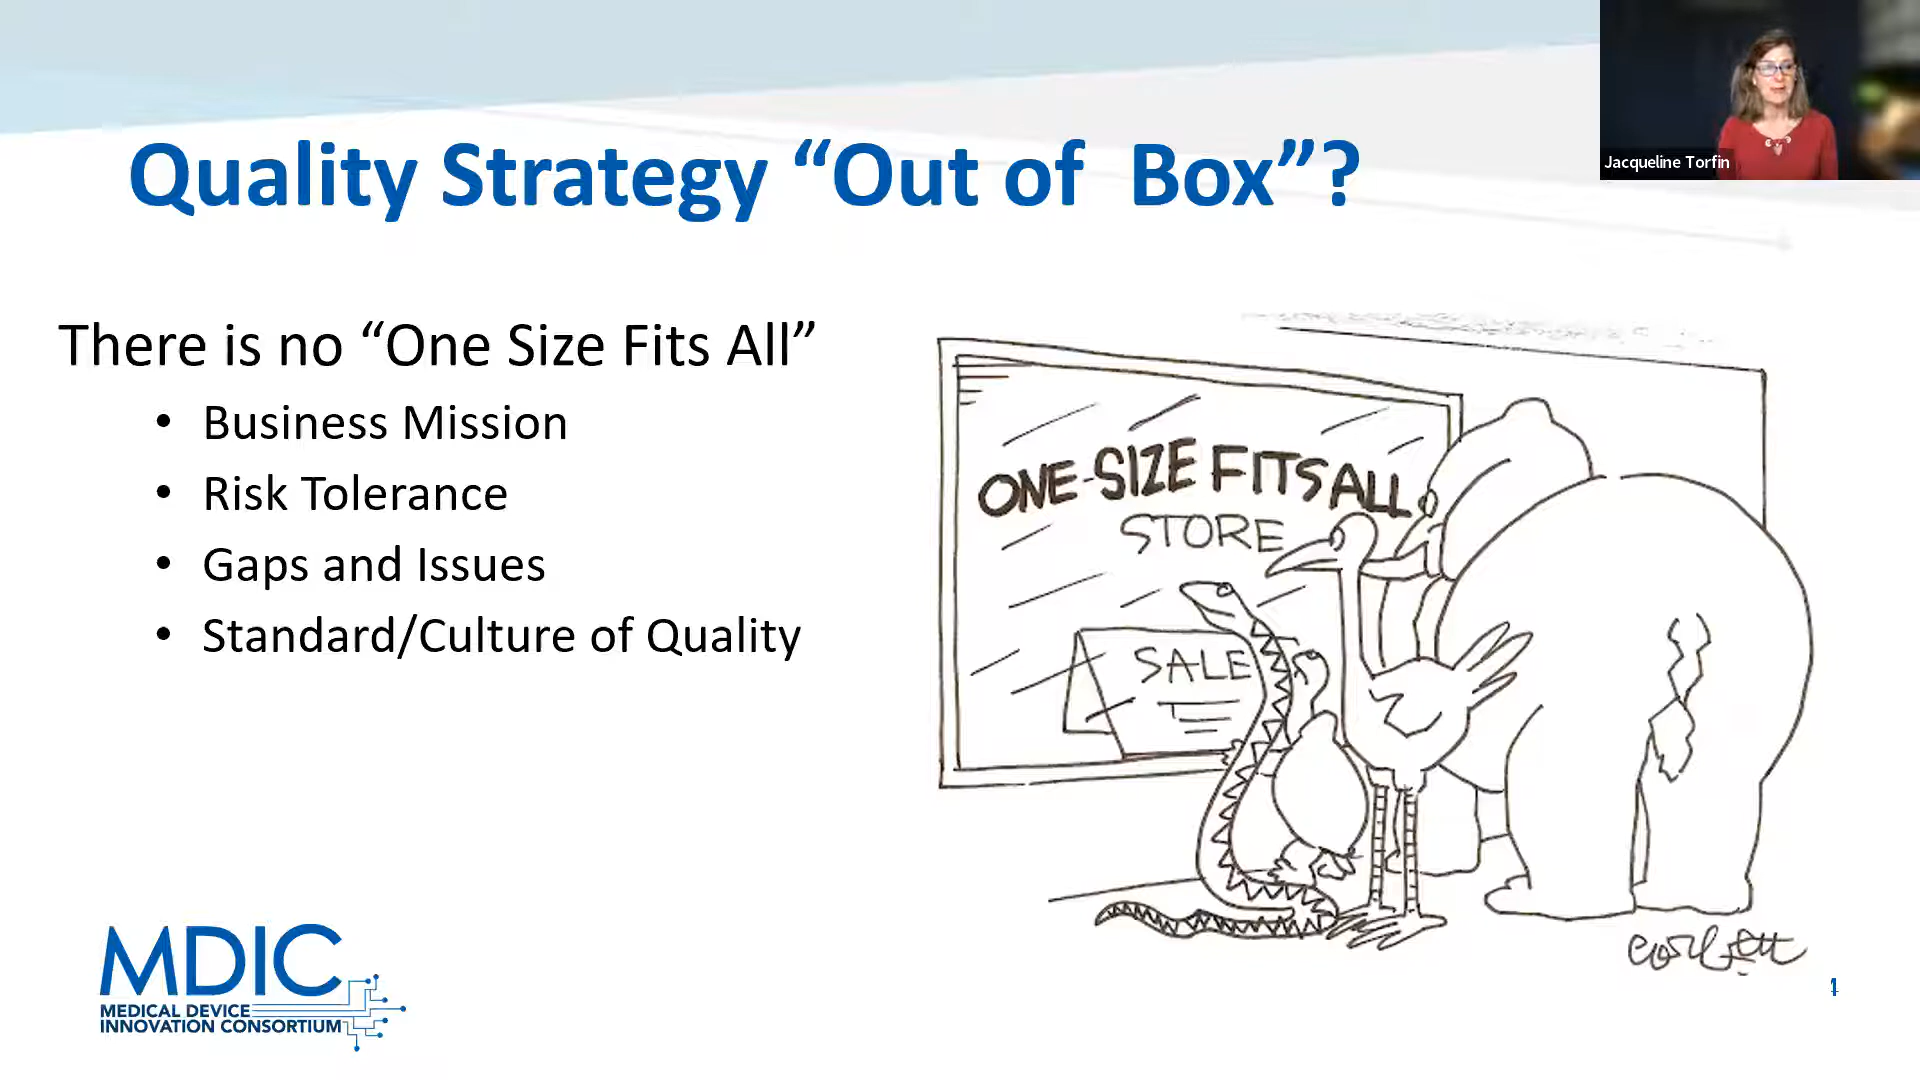 Jacqueline Torfin
Quality Strategy “Out of  Box”?
There is no “One Size Fits All”
• Business Mission
• Risk Tolerance
• Gaps and Issues
• Standard/Culture of Quality
ONE-SIZE FITS ALL
STORE
SALE
MDIC
MEDICAL DEVICE
INNOVATION CONSORTIUM